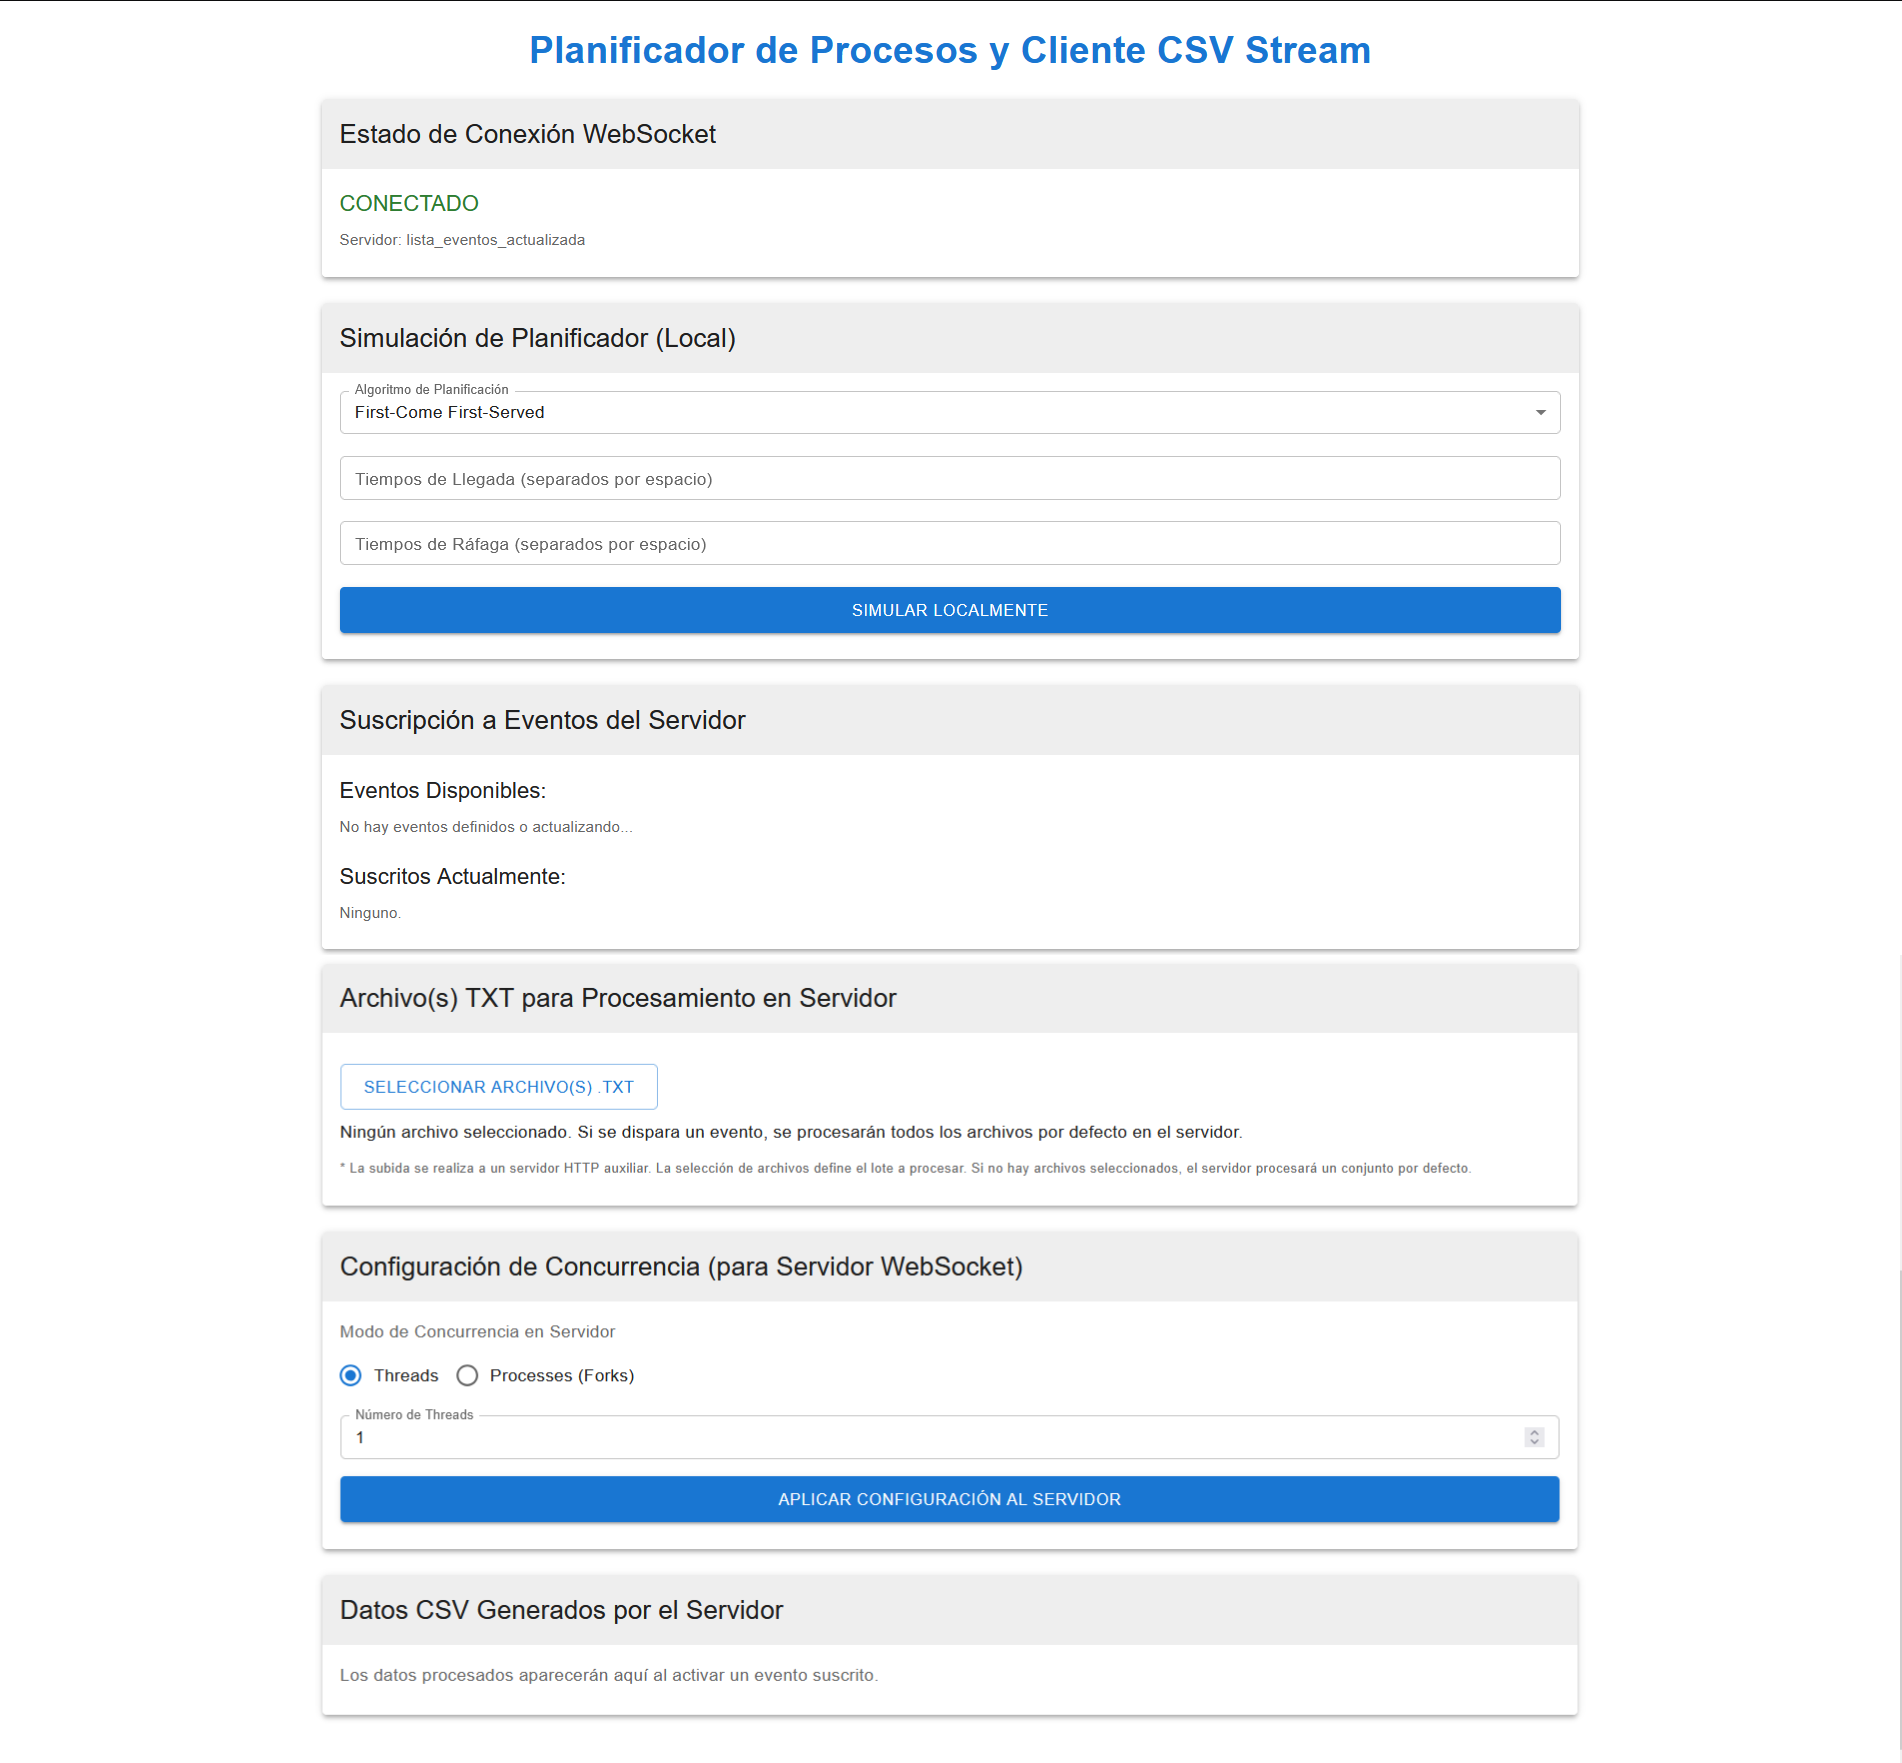 Planificador de Procesos y Cliente CSV Stream
Estado de Conexión WebSocket
CONECTADO
Servidor: lista_eventos_actualizada
Simulación de Planificador (Local)
Algoritmo de Planificación
First-Come First-Served
Tiempos de Llegada (separados por espacio)
Tiempos de Ráfaga (separados por espacio)
SIMULAR LOCALMENTE
Suscripción a Eventos del Servidor
Eventos Disponibles:
No hay eventos definidos o actualizando...
Suscritos Actualmente:
Ninguno.
Archivo(s) TXT para Procesamiento en Servidor
SELECCIONAR ARCHIVO(S) .TXT
Ningún archivo seleccionado. Si se dispara un evento, se procesarán todos los archivos por defecto en el servidor.
* La subida se realiza a un servidor HTTP auxiliar. La selección de archivos define el lote a procesar. Si no hay archivos seleccionados, el servidor procesará un conjunto por defecto.
Configuración de Concurrencia (para Servidor WebSocket)
Modo de Concurrencia en Servidor
Threads Processes (Forks)
Número de Threads
1
APLICAR CONFIGURACIÓN AL SERVIDOR
Datos CSV Generados por el Servidor
Los datos procesados aparecerán aquí al activar un evento suscrito.